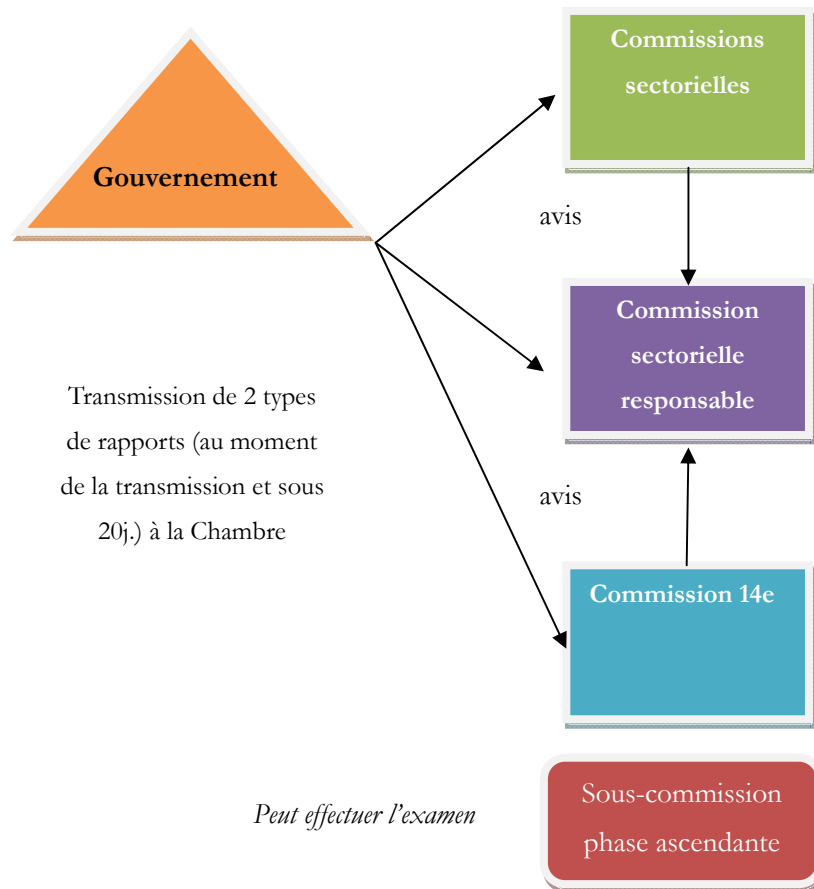 Commissions
sectorielles
Gouvernement
avis
Commission
sectorielle
responsable
Transmission de 2 types
de rapports (au moment
de la transmission et sous
20j.) à la Chambre
avis
Commission 14e
Peut effectuer l'examen
Sous-commission
phase ascendante